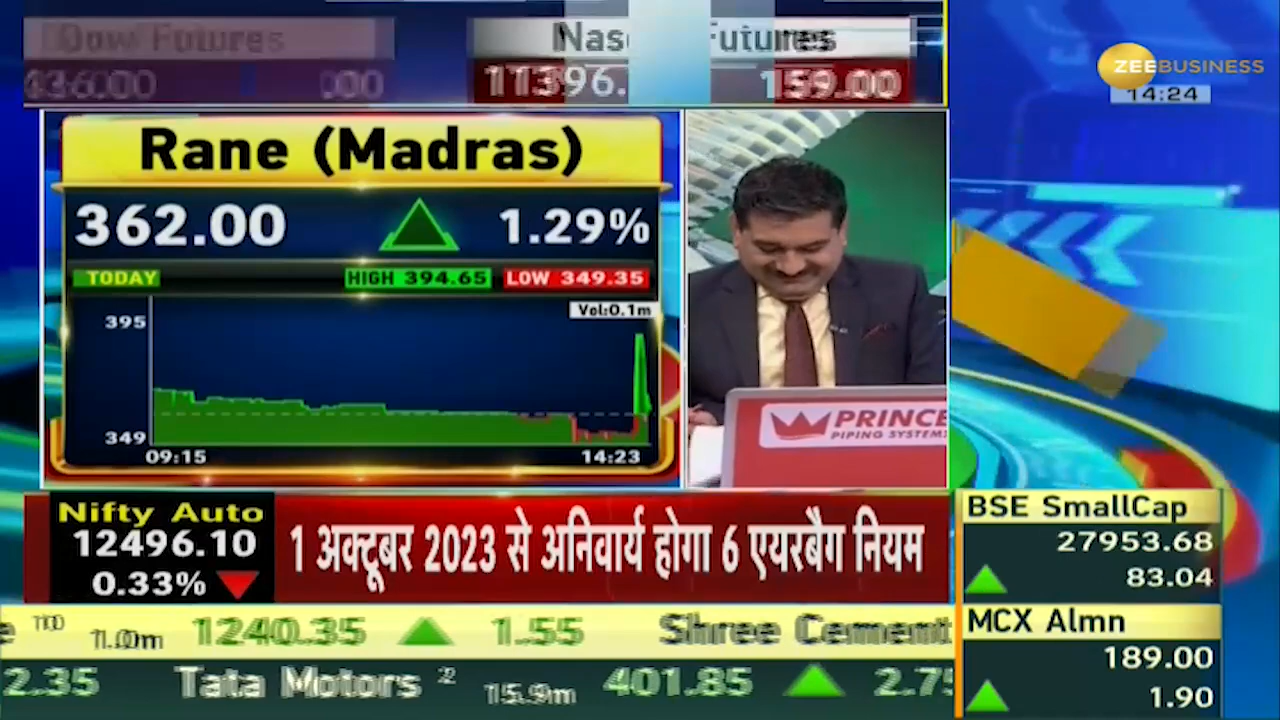 Dow Futures
436.00
Futures
11396.
159.00
ZEEBUSINESS
14:24
Rane (Madras)
362.00 1.29%
TODAY HIGH 394.65 LOW 349.35
Vol:0.1m
395
349
09:15 14:23
PRINCE
PIPING SYSTEMS
Nifty Auto
12496.10
0.33%
1 अक्टूबर 2023 से अनिवार्य होगा 6 एयरबैग नियम
BSE SmallCap
27953.68
83.04
MCX Almn
189.00
1.90
1240.35 1.55 Shree Cement
2.35 Tata Motors 15.9m 401.85 2.75